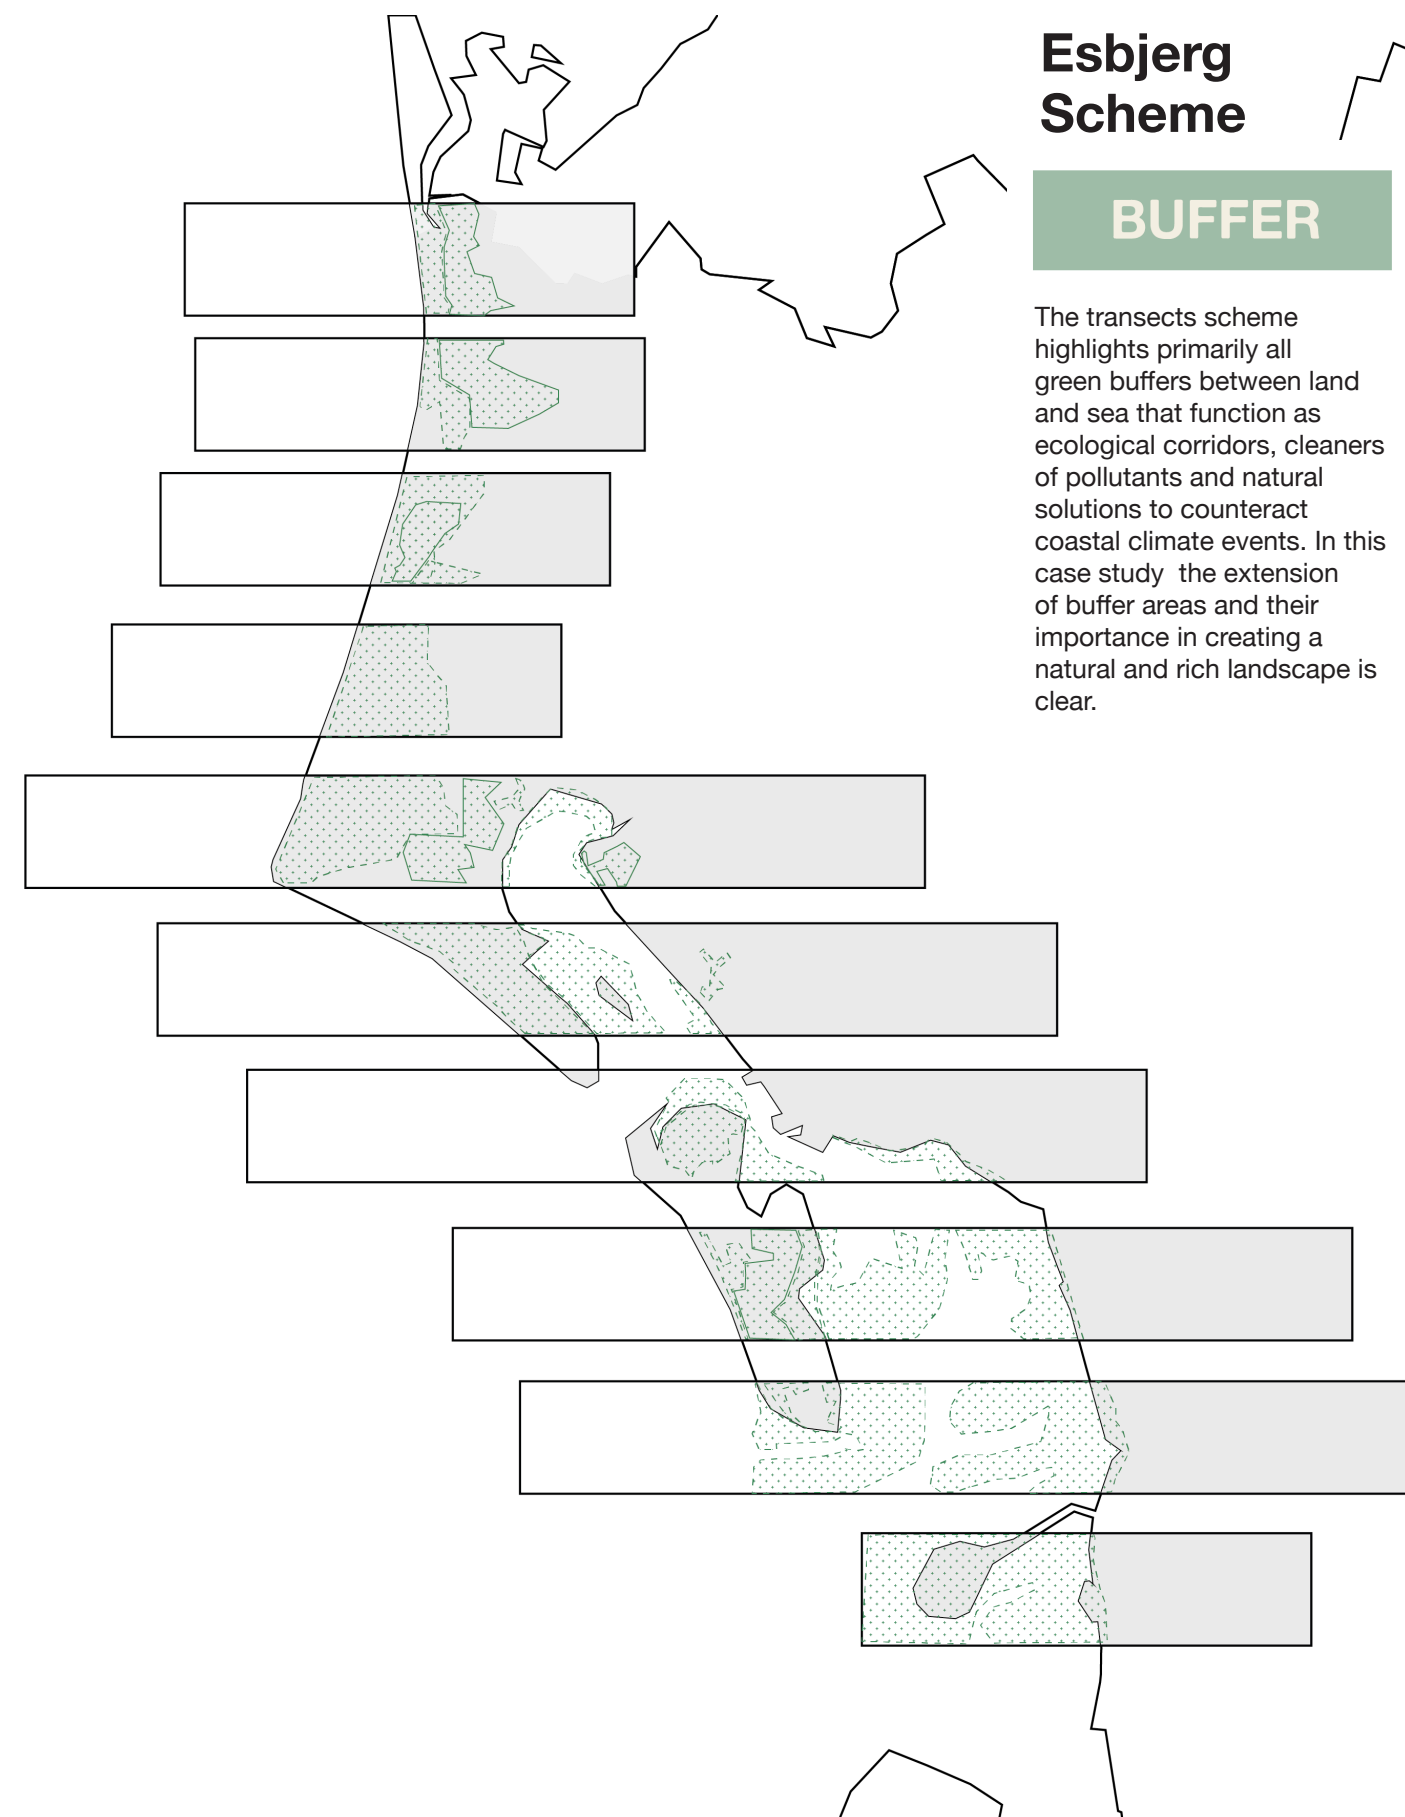 Esbjerg
Scheme
BUFFER
The transects scheme
highlights primarily all
green buffers between land
and sea that function as
ecological corridors, cleaners
of pollutants and natural
solutions to counteract
coastal climate events. In this
case study  the extension
of buffer areas and their
importance in creating a
natural and rich landscape is
clear.